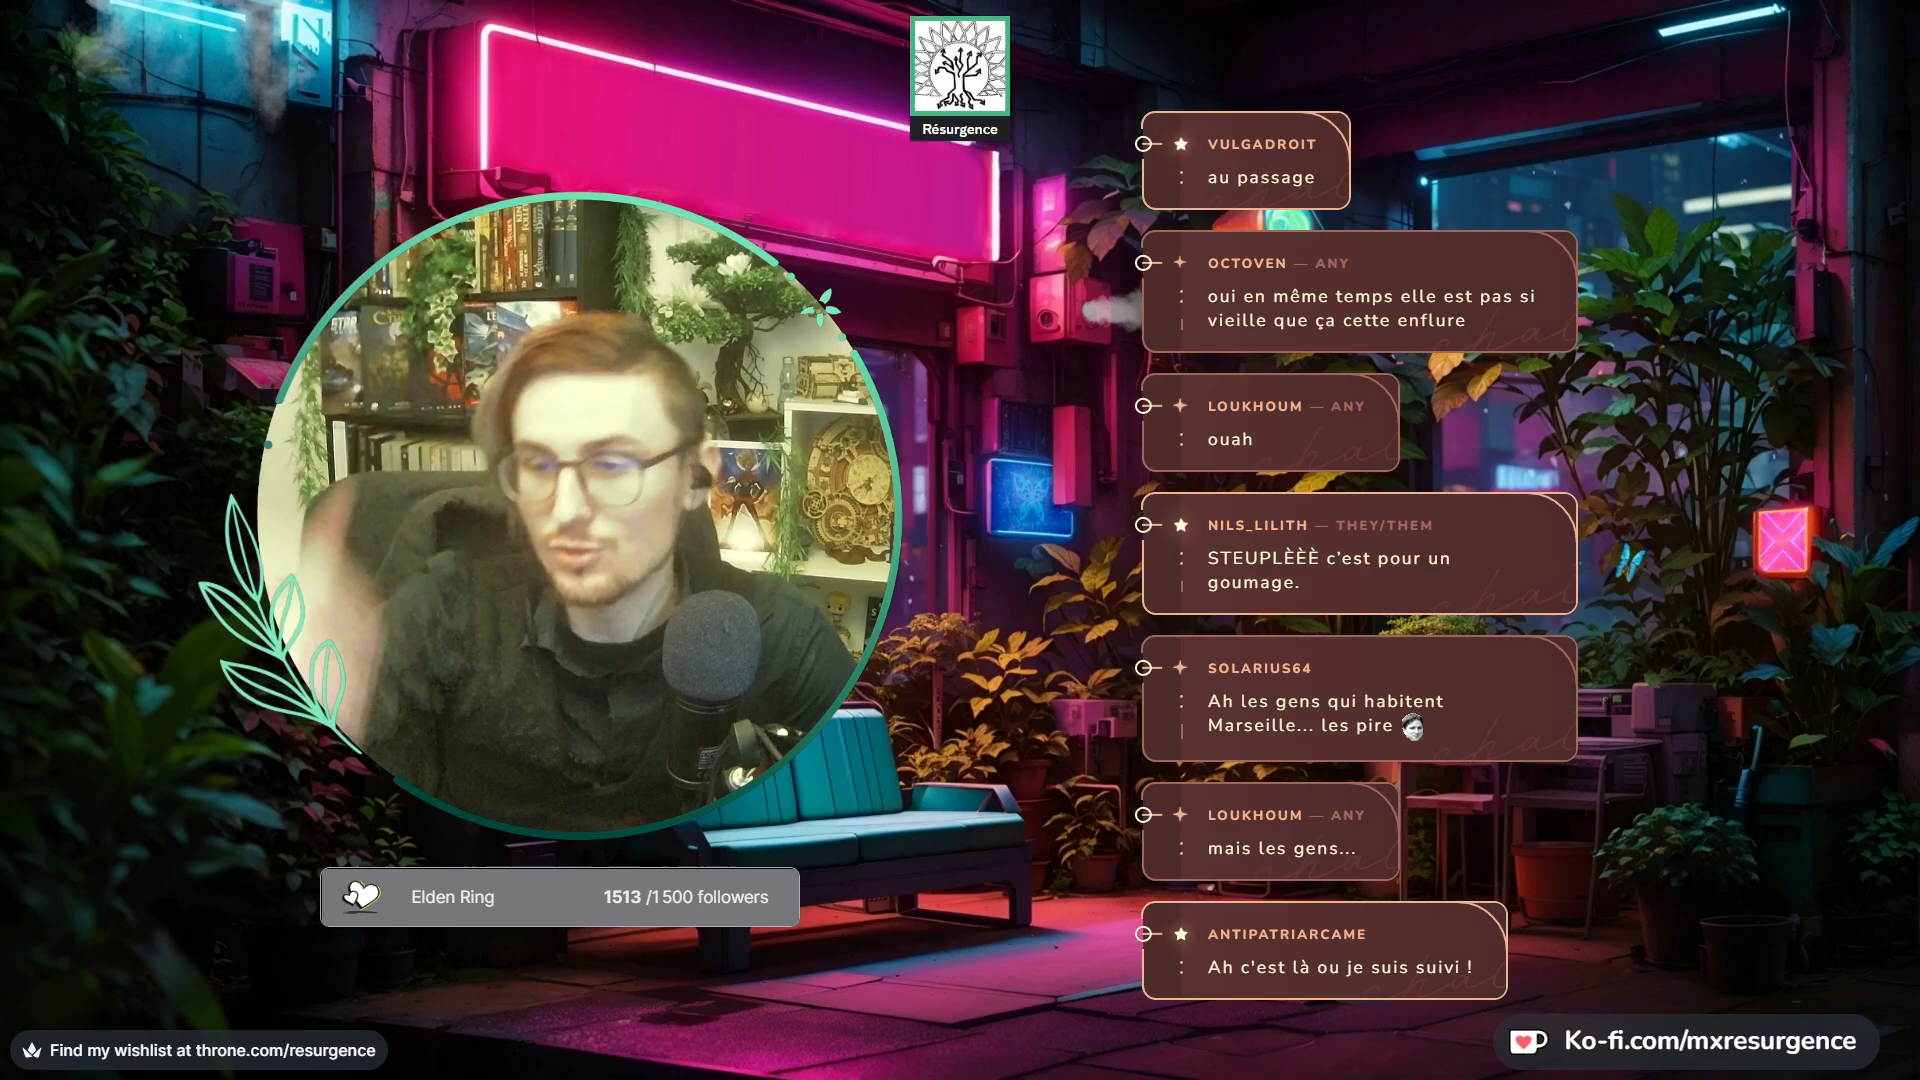 Résurgence
VULGADROIT
au passage
OCTOVEN — ANY
oui en même temps elle est pas si
vieille que ça cette enflure
LOUKHOUM — ANY
ouah
NILS_LILITH — THEY/THEM
STEUPLÈÈÈ c'est pour un
goumage.
SOLARIUS64
Ah les gens qui habitent
Marseille... les pire
LOUKHOUM — ANY
mais les gens...
ANTIPATRIARCAME
Ah c'est là ou je suis suivi !
Elden Ring 1513 /1 500 followers
Find my wishlist at throne.com/resurgence
Ko-fi.com/mxresurgence